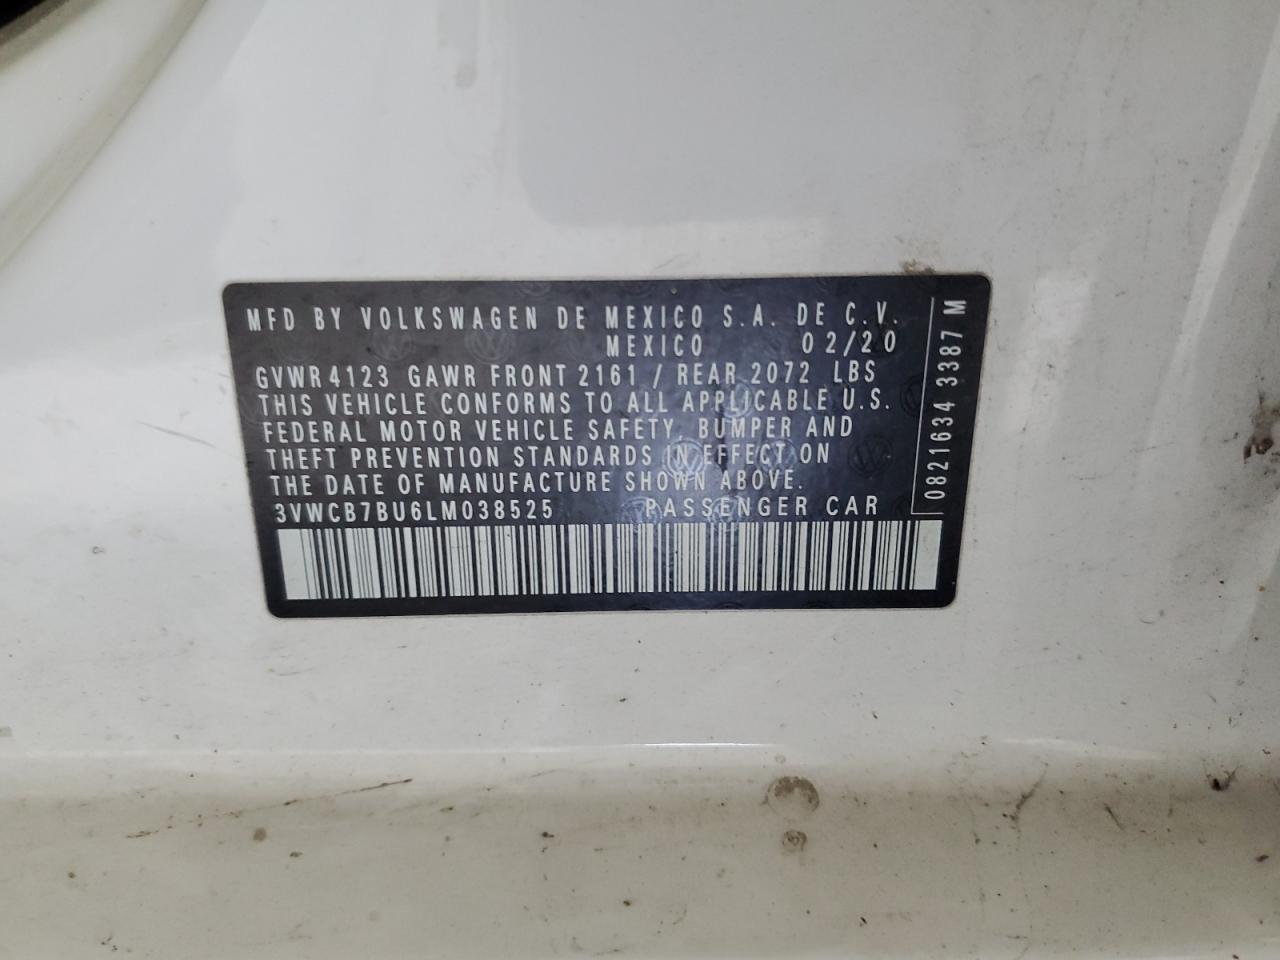 MFD BY VOLKSWAGEN DE MEXICO S.A. DE C.V.
MEXICO 02/20
GVWR 4123 GAWR FRONT 2161 / REAR 2072 LBS
THIS VEHICLE CONFORMS TO ALL APPLICABLE U.S.
FEDERAL MOTOR VEHICLE SAFETY, BUMPER AND
THEFT PREVENTION STANDARDS IN EFFECT ON
THE DATE OF MANUFACTURE SHOWN ABOVE.
3VWCB7BU6LM038525 PASSENGER CAR
0821634 3387 M